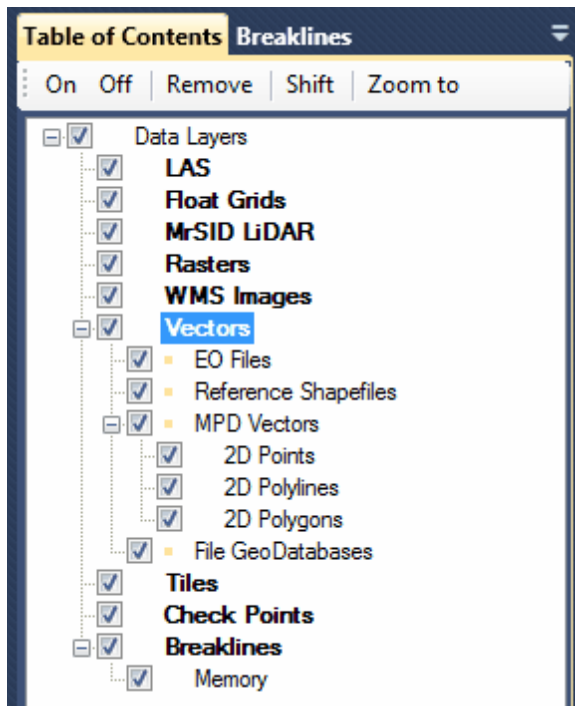 Table of Contents Breaklines
On Off Remove Shift Zoom to
Data Layers
LAS
Float Grids
MrSID LiDAR
Rasters
WMS Images
Vectors
EO Files
Reference Shapefiles
MPD Vectors
2D Points
2D Polylines
2D Polygons
File GeoDatabases
Tiles
Check Points
Breaklines
Memory